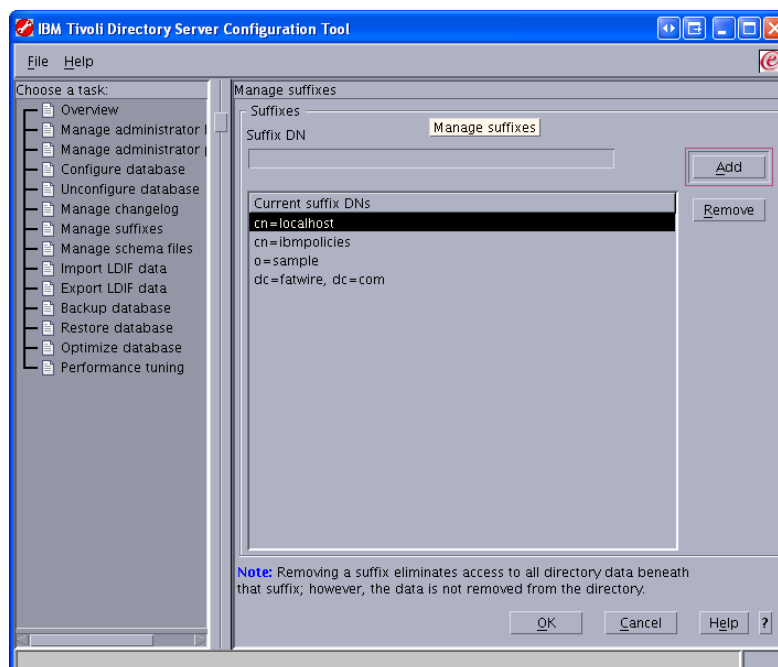 IBM Tivoli Directory Server Configuration Tool
File Help
Choose a task:
Overview
Manage administrator
Manage administrator
Configure database
Unconfigure database
Manage changelog
Manage suffixes
Manage schema files
Import LDIF data
Export LDIF data
Backup database
Restore database
Optimize database
Performance tuning
Manage suffixes
Suffixes
Manage suffixes
Suffix DN
Add
Remove
Current suffix DNs
cn=localhost
cn=ibmpolicies
o=sample
dc=fatwire, dc=com
Note: Removing a suffix eliminates access to all directory data beneath
that suffix; however, the data is not removed from the directory.
OK Cancel Help ?